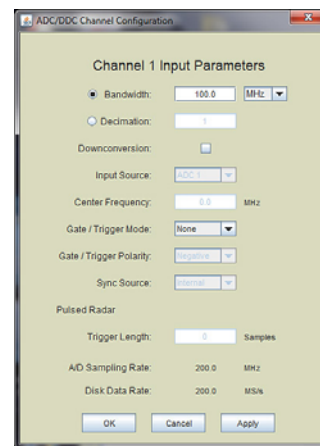 ADC/DDC Channel Configuration
Channel 1 Input Parameters
Bandwidth: 100.0 MHz
Decimation: 1
Downconversion:
Input Source: ADC 1
Center Frequency: 0.0 MHz
Gate / Trigger Mode: None
Gate / Trigger Polarity: Negative
Sync Source: Internal
Pulsed Radar
Trigger Length: 0 Samples
A/D Sampling Rate: 200.0 MHz
Disk Data Rate: 200.0 MS/s
OK Cancel Apply